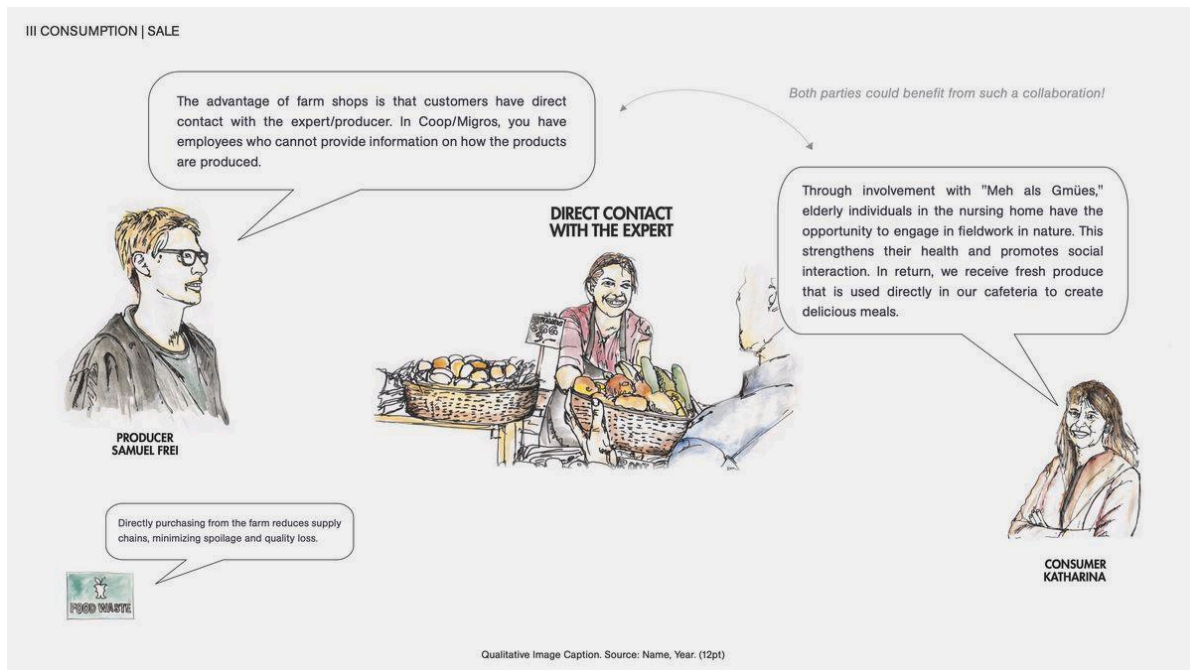 III CONSUMPTION | SALE
The advantage of farm shops is that customers have direct
contact with the expert/producer. In Coop/Migros, you have
employees who cannot provide information on how the products
are produced.
Both parties could benefit from such a collaboration!
Through involvement with "Meh als Gmües,"
elderly individuals in the nursing home have the
opportunity to engage in fieldwork in nature. This
strengthens their health and promotes social
interaction. In return, we receive fresh produce
that is used directly in our cafeteria to create
delicious meals.
DIRECT CONTACT
WITH THE EXPERT
PRODUCER
SAMUEL FREI
Directly purchasing from the farm reduces supply
chains, minimizing spoilage and quality loss.
FOOD WASTE
CONSUMER
KATHARINA
Qualitative Image Caption. Source: Name, Year. (12pt)